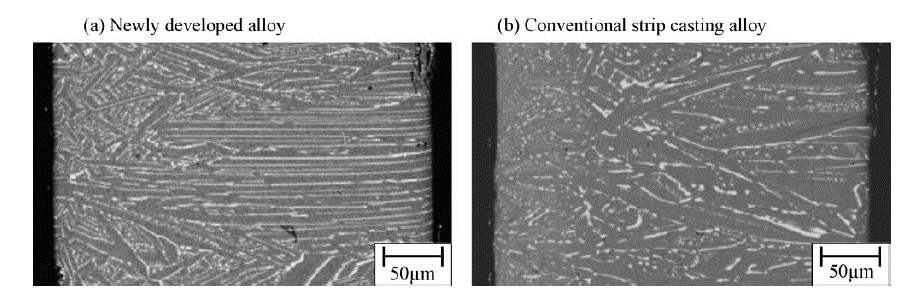 (a) Newly developed alloy
(b) Conventional strip casting alloy
50μm
50μm